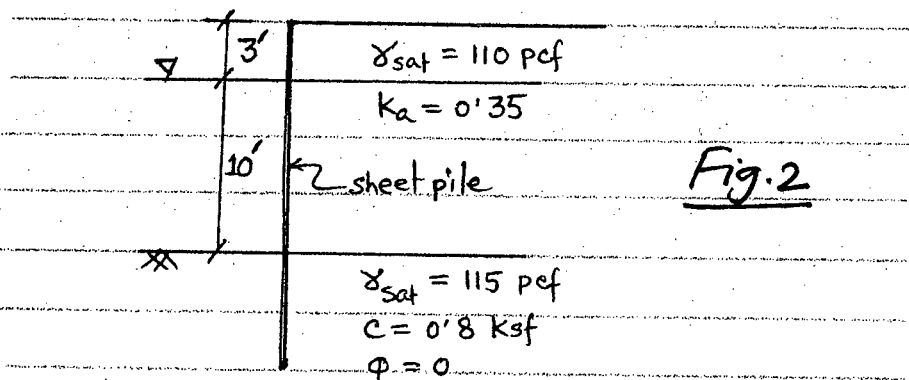 3'
γsat = 110 pcf
Ka = 0'35
10'
sheet pile
Fig.2
γsat = 115 pcf
C = 0'8 Ksf
φ = 0